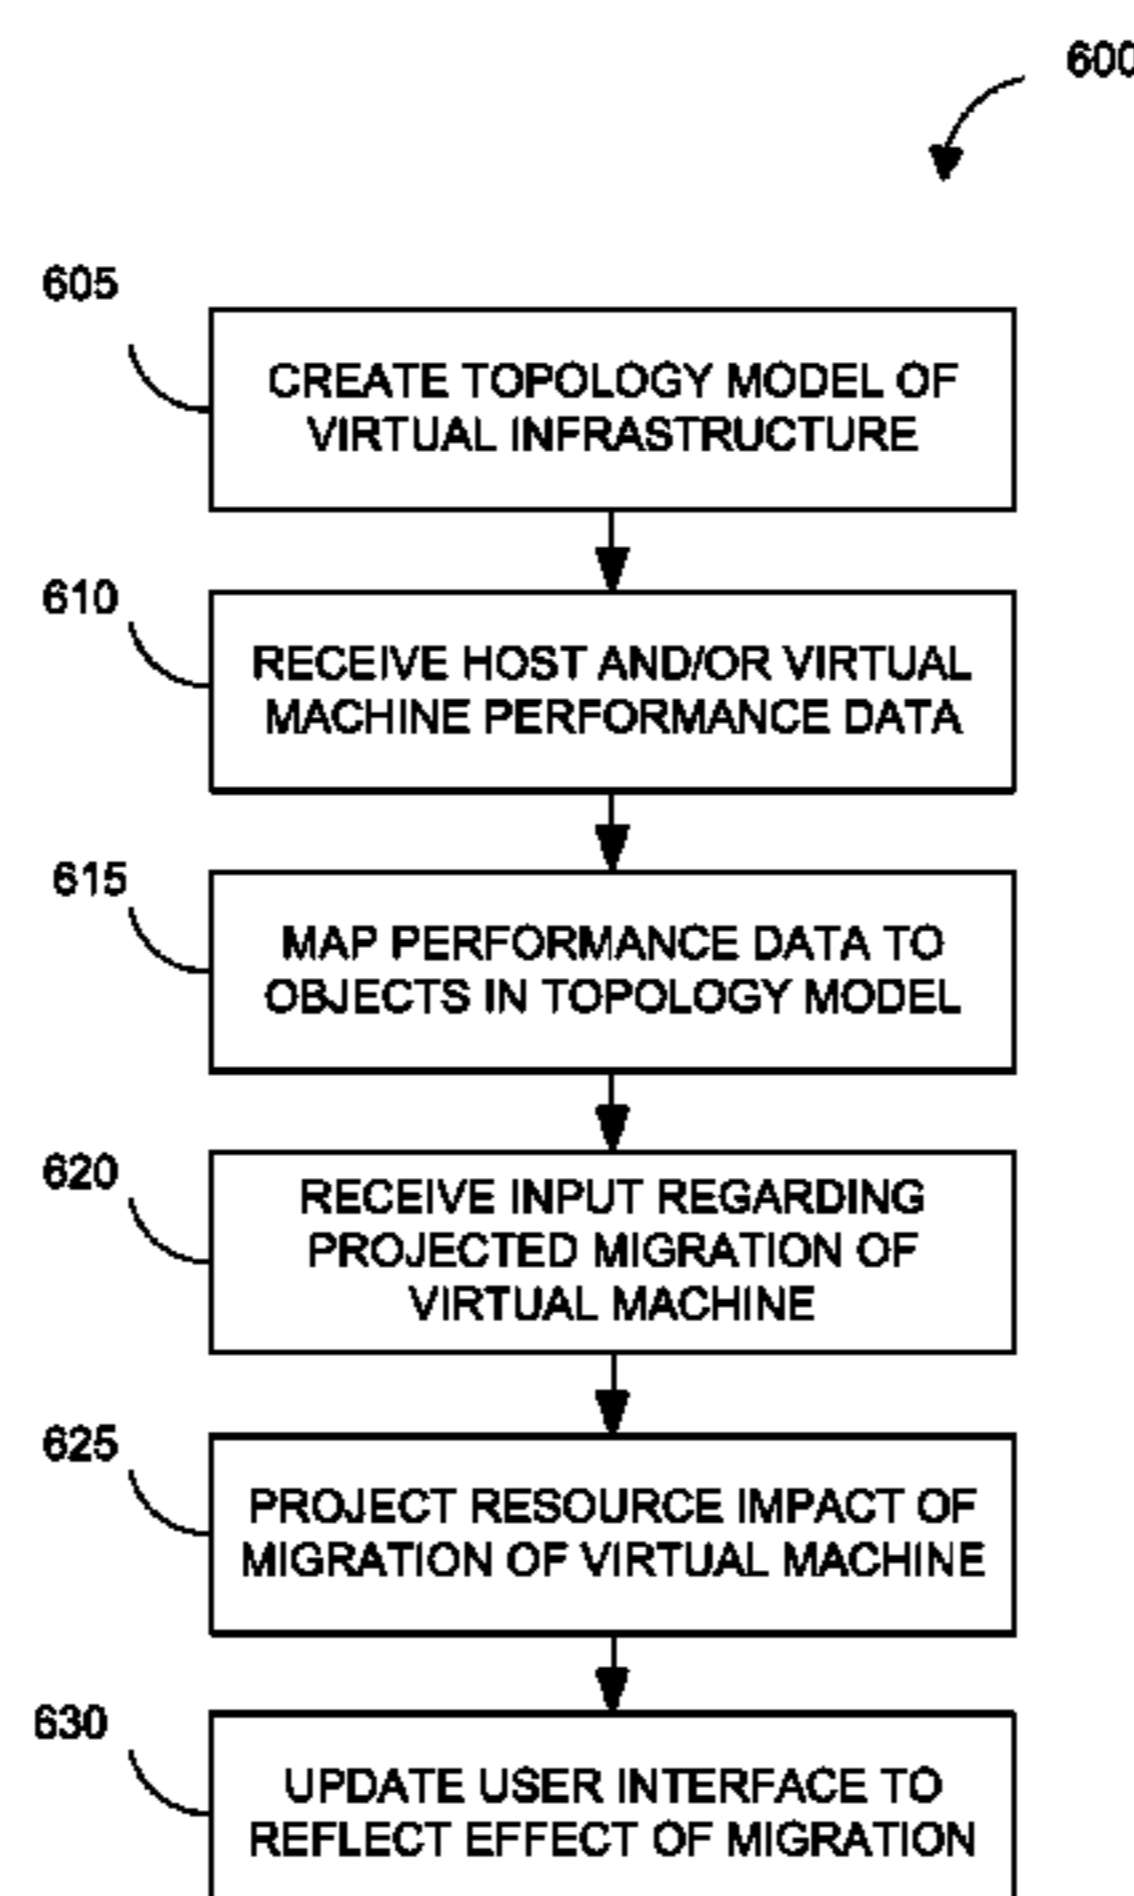 600
605
CREATE TOPOLOGY MODEL OF
VIRTUAL INFRASTRUCTURE
610
RECEIVE HOST AND/OR VIRTUAL
MACHINE PERFORMANCE DATA
615
MAP PERFORMANCE DATA TO
OBJECTS IN TOPOLOGY MODEL
620
RECEIVE INPUT REGARDING
PROJECTED MIGRATION OF
VIRTUAL MACHINE
625
PROJECT RESOURCE IMPACT OF
MIGRATION OF VIRTUAL MACHINE
630
UPDATE USER INTERFACE TO
REFLECT EFFECT OF MIGRATION